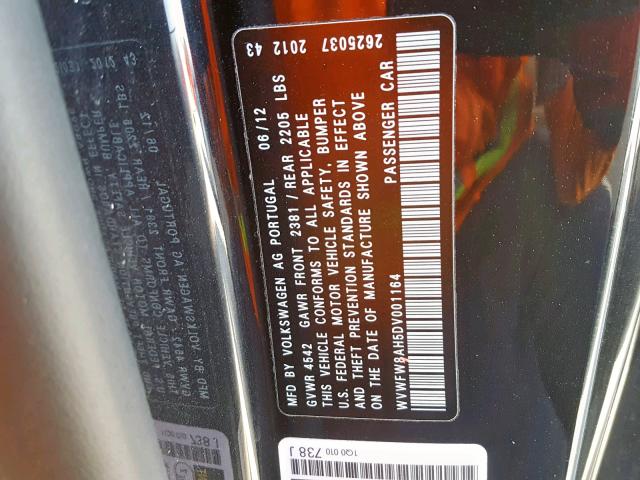 2625037 2012 43
MFD BY VOLKSWAGEN AG PORTUGAL 06/12
GVWR 4542 GAWR FRONT 2381 / REAR 2205 LBS
THIS VEHICLE CONFORMS TO ALL APPLICABLE
U.S. FEDERAL MOTOR VEHICLE SAFETY, BUMPER
AND THEFT PREVENTION STANDARDS IN EFFECT
ON DATE OF MANUFACTURE SHOWN ABOVE
WVWFW8AH5DV001164 PASSENGER CAR
1Q0 010 738 J